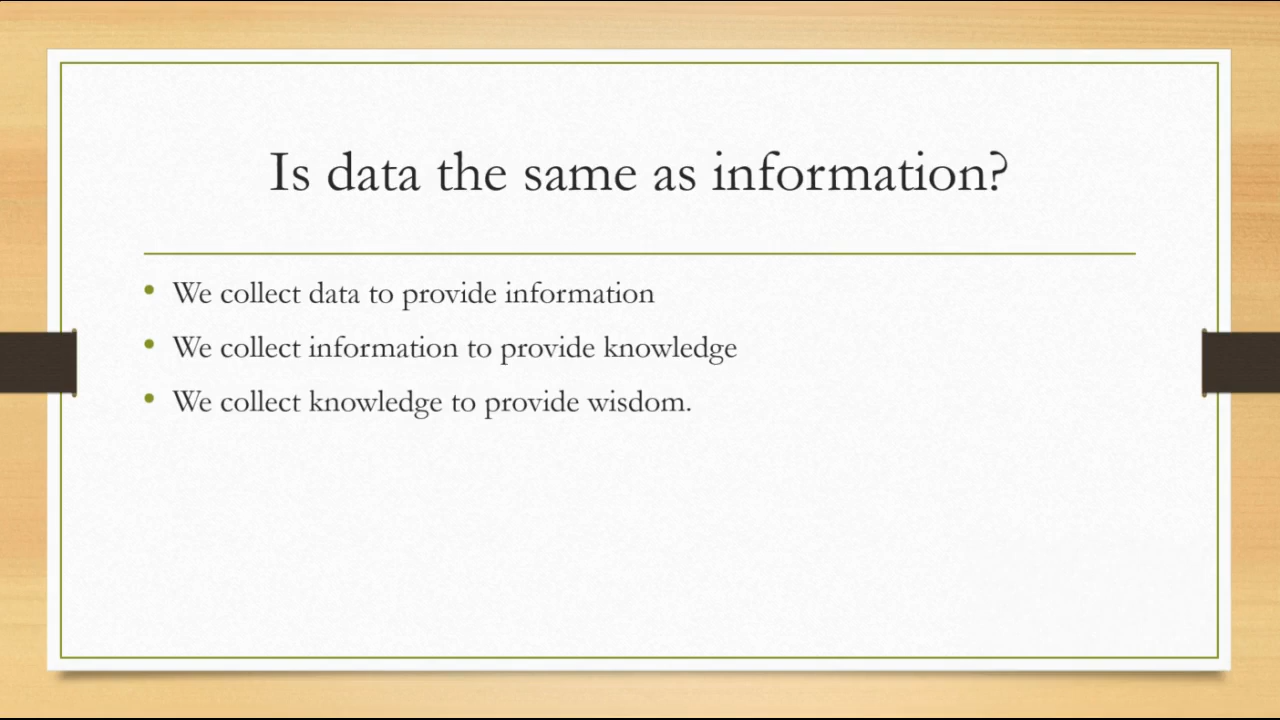 Is data the same as information?
• We collect data to provide information
• We collect information to provide knowledge
• We collect knowledge to provide wisdom.